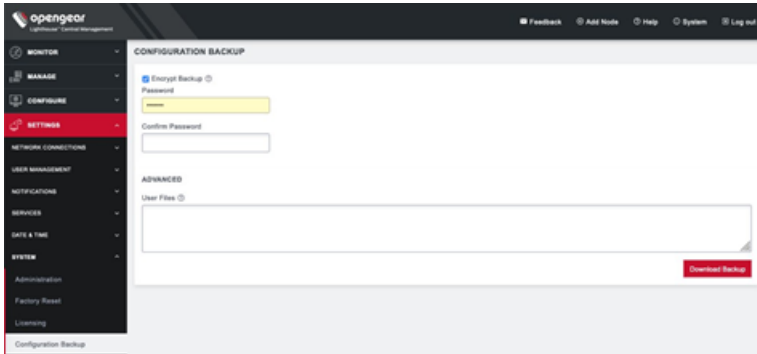 opengear
Lighthouse™ Central Management
Feedback
Add Node
Help
System
Log out
MONITOR
MANAGE
CONFIGURE
SETTINGS
NETWORK CONNECTIONS
USER MANAGEMENT
NOTIFICATIONS
SERVICES
DATE & TIME
SYSTEM
Administration
Factory Reset
Licensing
Configuration Backup
CONFIGURATION BACKUP
Encrypt Backup
Password
Confirm Password
ADVANCED
User Files
Download Backup